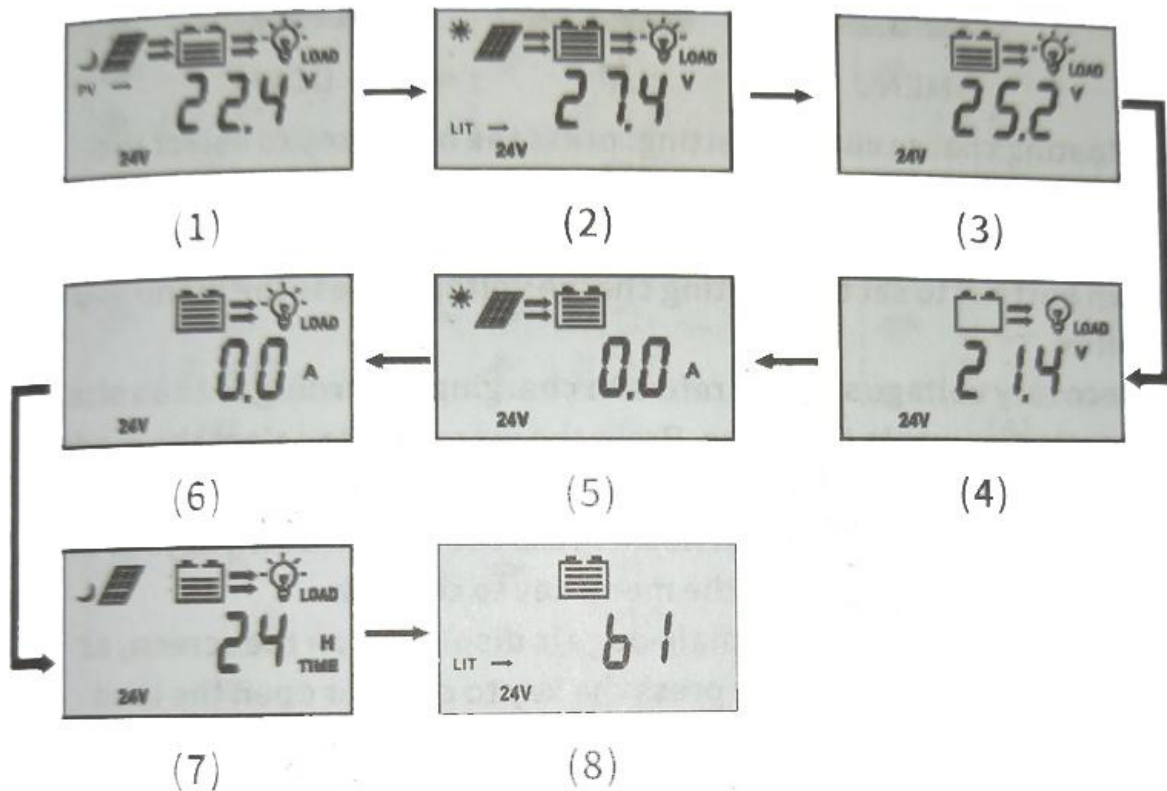 LOAD
PV → 22.4 V
24V
(1)
LOAD
27.4 V
LIT →
24V
(2)
LOAD
25.2 V
24V
(3)
LOAD
21.4 V
24V
(4)
0.0 A
24V
(5)
LOAD
0.0 A
24V
(6)
LOAD
24 H
TIME
24V
(7)
b1
LIT →
24V
(8)